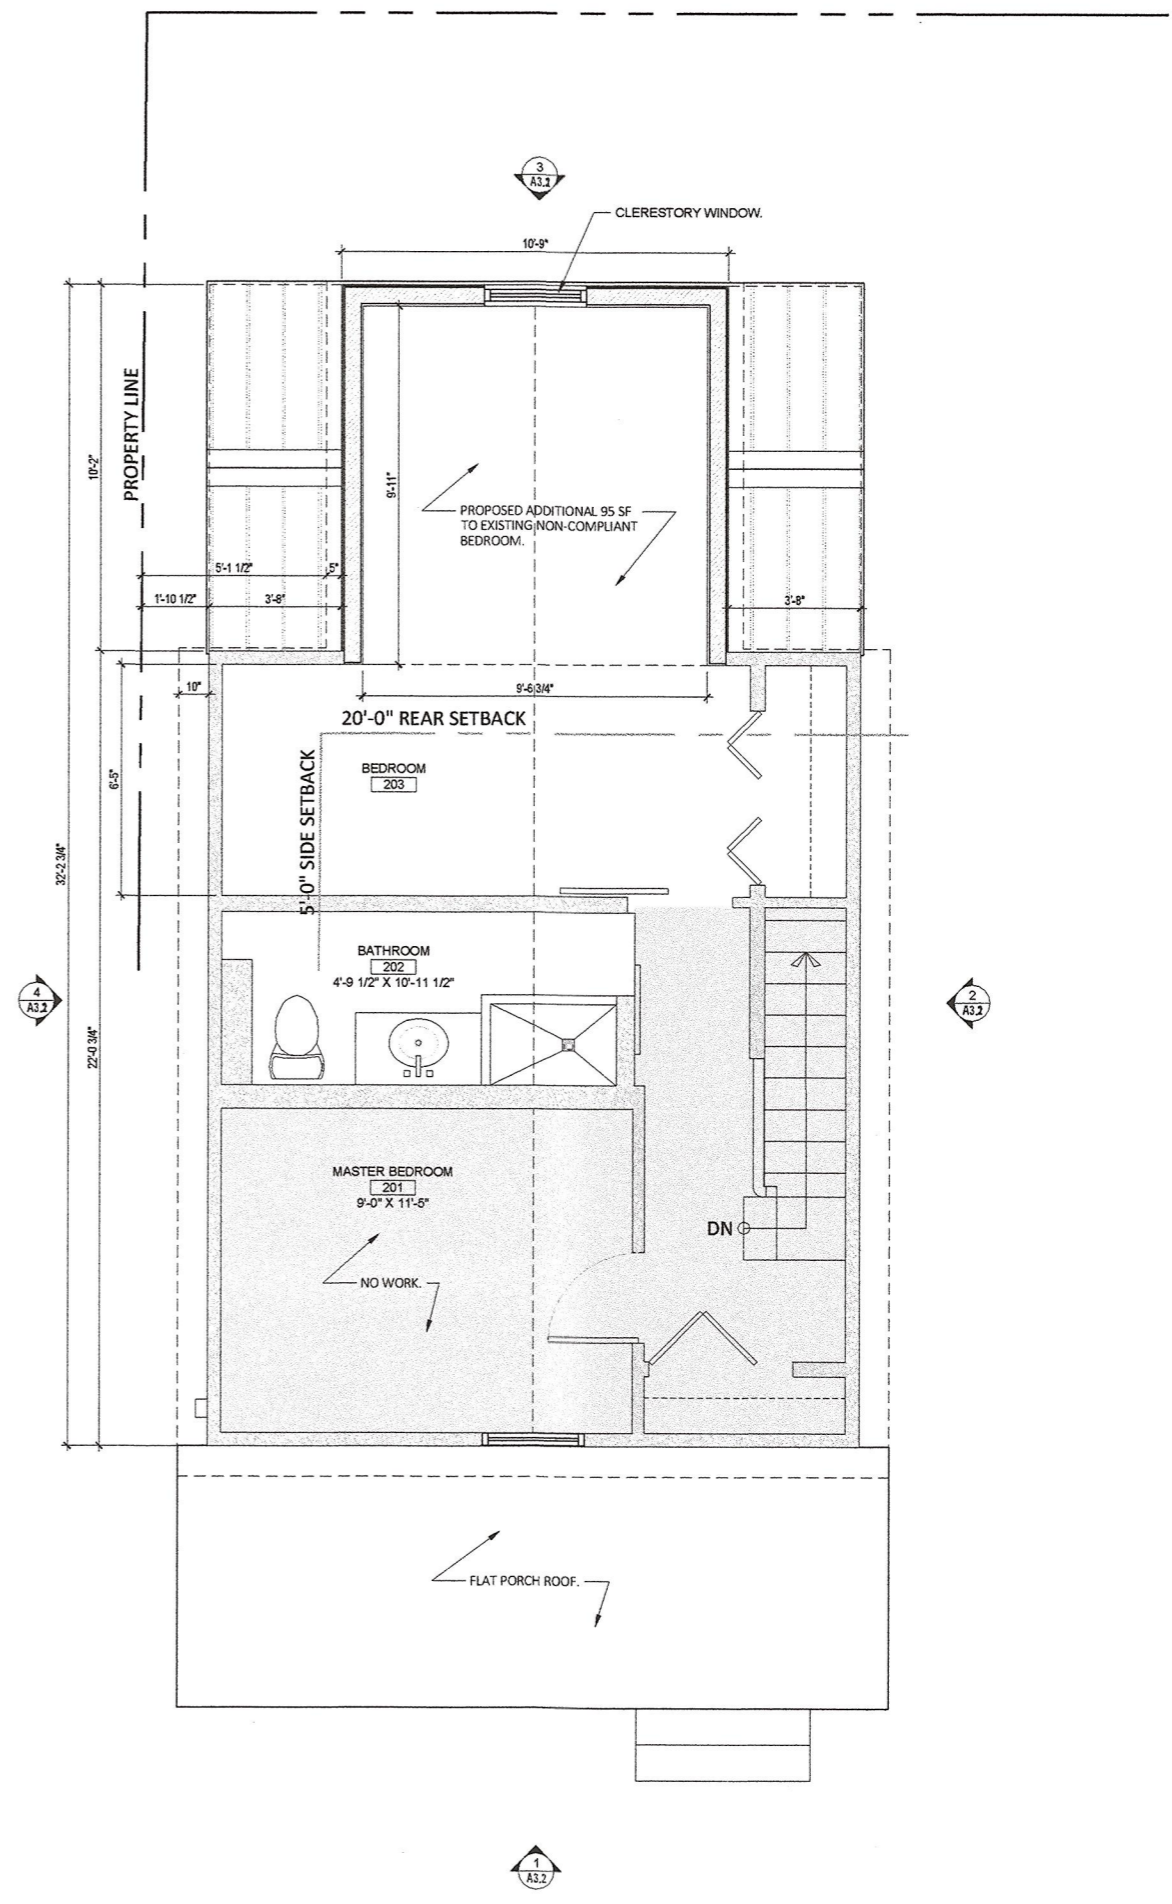 3
A3.2
CLERESTORY WINDOW.
10'-9"
PROPERTY LINE
10'-2"
9'-11"
PROPOSED ADDITIONAL 95 SF
TO EXISTING NON-COMPLIANT
BEDROOM.
5'-1 1/2"
5"
1'-10 1/2"
3'-8"
3'-8"
10"
9'-6 3/4"
20'-0" REAR SETBACK
6'-5"
BEDROOM
203
5'-0" SIDE SETBACK
32'-2 3/4"
BATHROOM
202
4'-9 1/2" X 10'-11 1/2"
4
A3.2
2
A3.2
22'-0 3/4"
MASTER BEDROOM
201
9'-0" X 11'-5"
DN
NO WORK.
FLAT PORCH ROOF.
1
A3.2